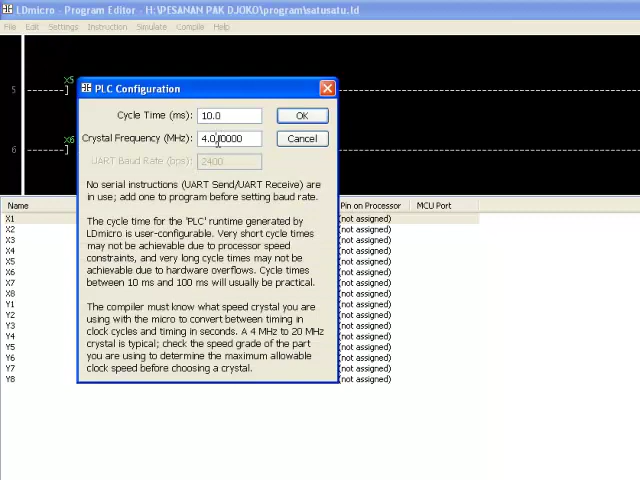 LDmicro - Program Editor - H:\PESANAN PAK DJOKO\program\satusatu.ld
File Edit Settings Instruction Simulate Compile Help
X5
5 ]
X6
6 ]
PLC Configuration
Cycle Time (ms): 10.0 OK
Crystal Frequency (MHz): 4.000000 Cancel
UART Baud Rate (bps): 2400
No serial instructions (UART Send/UART Receive) are
in use; add one to program before setting baud rate.
The cycle time for the 'PLC' runtime generated by
LDmicro is user-configurable. Very short cycle times
may not be achievable due to processor speed
constraints, and very long cycle times may not be
achievable due to hardware overflows. Cycle times
between 10 ms and 100 ms will usually be practical.
The compiler must know what speed crystal you are
using with the micro to convert between timing in
clock cycles and timing in seconds. A 4 MHz to 20 MHz
crystal is typical; check the speed grade of the part
you are using to determine the maximum allowable
clock speed before choosing a crystal.
Name Pin on Processor MCU Port
X1 (not assigned)
X2 (not assigned)
X3 (not assigned)
X4 (not assigned)
X5 (not assigned)
X6 (not assigned)
X7 (not assigned)
X8 (not assigned)
Y1 (not assigned)
Y2 (not assigned)
Y3 (not assigned)
Y4 (not assigned)
Y5 (not assigned)
Y6 (not assigned)
Y7 (not assigned)
Y8 (not assigned)